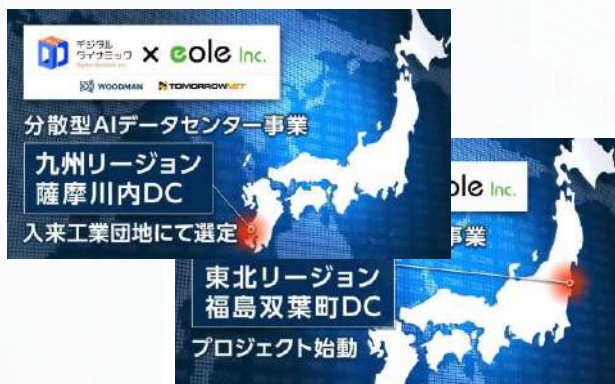 デジタル
ダイナミック × eole Inc.
WOODMAN TOMORROWNET
分散型AIデータセンター事業
九州リージョン
薩摩川内DC
入来工業団地にて選定
ole Inc.
事業
東北リージョン
福島双葉町DC
プロジェクト始動